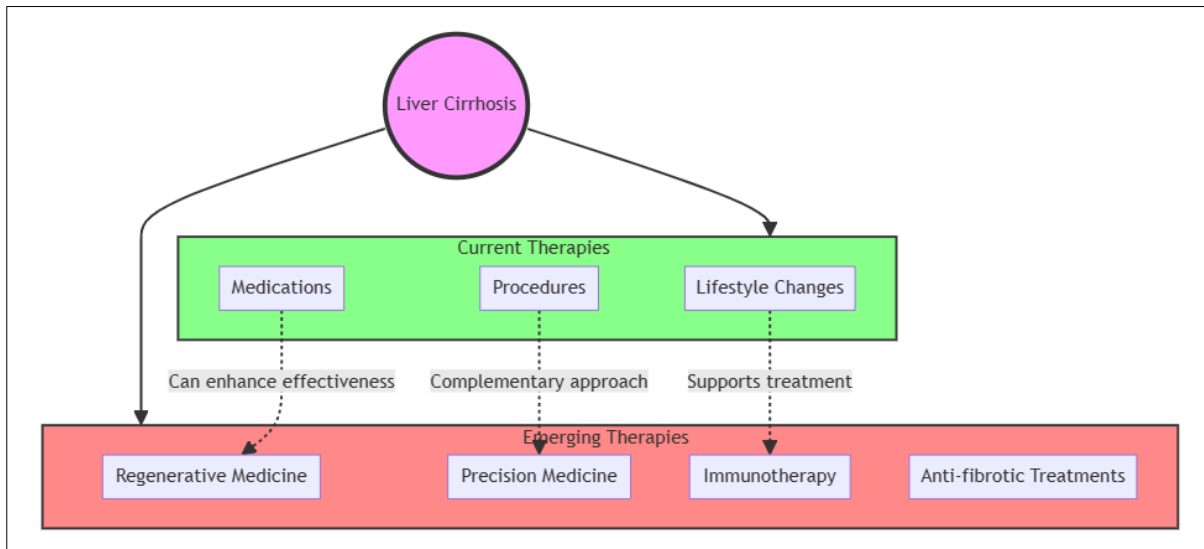 Liver Cirrhosis
Current Therapies
Medications
Procedures
Lifestyle Changes
Can enhance effectiveness
Complementary approach
Supports treatment
Emerging Therapies
Regenerative Medicine
Precision Medicine
Immunotherapy
Anti-fibrotic Treatments